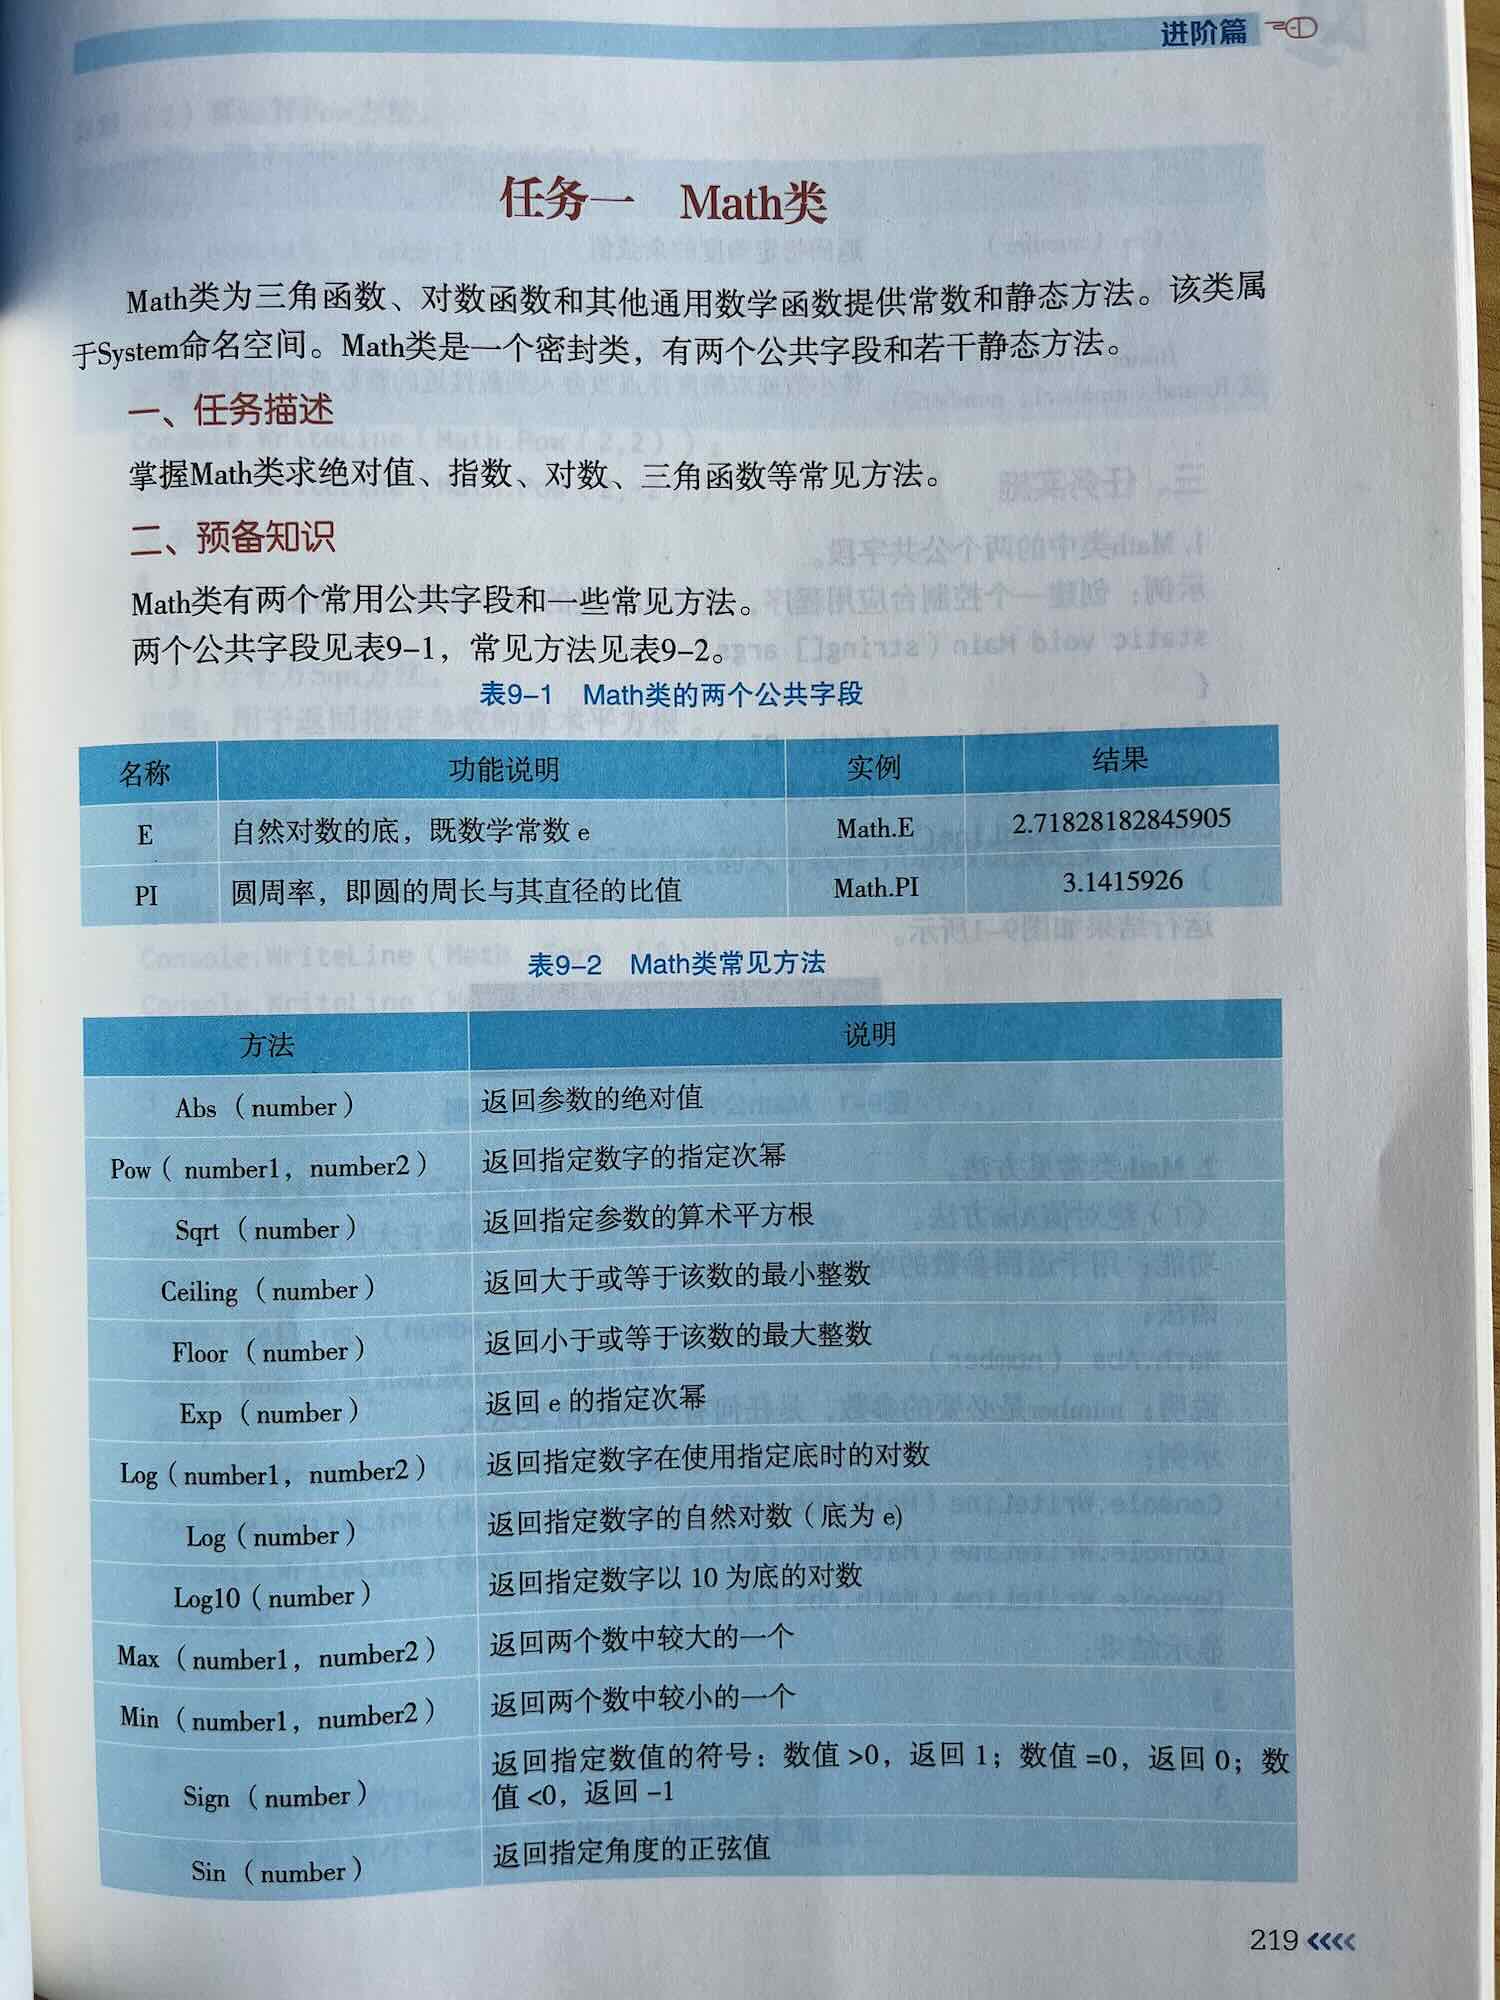 进阶篇
任务一 Math类
Math类为三角函数、对数函数和其他通用数学函数提供常数和静态方法。该类属
于System命名空间。Math类是一个密封类，有两个公共字段和若干静态方法。
一、任务描述
掌握Math类求绝对值、指数、对数、三角函数等常见方法。
二、预备知识
Math类有两个常用公共字段和一些常见方法。
两个公共字段见表9-1，常见方法见表9-2。
表9-1 Math类的两个公共字段
名称 功能说明 实例 结果
E 自然对数的底，既数学常数 e Math.E 2.71828182845905
PI 圆周率，即圆的周长与其直径的比值 Math.PI 3.1415926
表9-2 Math类常见方法
方法 说明
Abs（number） 返回参数的绝对值
Pow（number1，number2） 返回指定数字的指定次幂
Sqrt（number） 返回指定参数的算术平方根
Ceiling（number） 返回大于或等于该数的最小整数
Floor（number） 返回小于或等于该数的最大整数
Exp（number） 返回 e 的指定次幂
Log（number1，number2） 返回指定数字在使用指定底时的对数
Log（number） 返回指定数字的自然对数（底为 e)
Log10（number） 返回指定数字以 10 为底的对数
Max（number1，number2） 返回两个数中较大的一个
Min（number1，number2） 返回两个数中较小的一个
Sign（number） 返回指定数值的符号：数值 >0，返回 1；数值 =0，返回 0；数
值 <0，返回 -1
Sin（number） 返回指定角度的正弦值
219